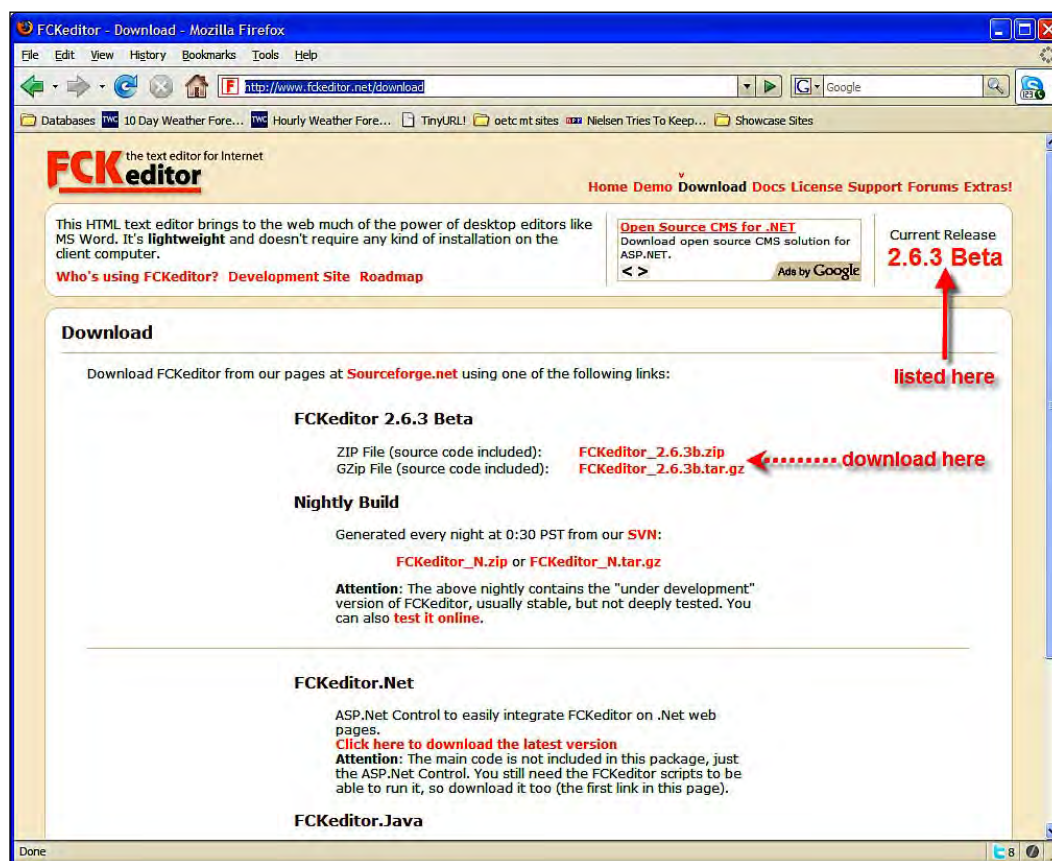 FCKeditor - Download - Mozilla Firefox
File Edit View History Bookmarks Tools Help
http://www.fckeditor.net/download
G Google
Databases TWC 10 Day Weather Fore... TWC Hourly Weather Fore... TinyURL! oetc mt sites Nielsen Tries To Keep... Showcase Sites
FCKeditor the text editor for Internet
Home Demo Download Docs License Support Forums Extras!
This HTML text editor brings to the web much of the power of desktop editors like
MS Word. It's lightweight and doesn't require any kind of installation on the
client computer.
Who's using FCKeditor? Development Site Roadmap
Open Source CMS for .NET
Download open source CMS solution for
ASP.NET.
< > Ads by Google
Current Release
2.6.3 Beta
listed here
Download
Download FCKeditor from our pages at Sourceforge.net using one of the following links:
FCKeditor 2.6.3 Beta
ZIP File (source code included): FCKeditor_2.6.3b.zip
GZip File (source code included): FCKeditor_2.6.3b.tar.gz
download here
Nightly Build
Generated every night at 0:30 PST from our SVN:
FCKeditor_N.zip or FCKeditor_N.tar.gz
Attention: The above nightly contains the "under development"
version of FCKeditor, usually stable, but not deeply tested. You
can also test it online.
FCKeditor.Net
ASP.Net Control to easily integrate FCKeditor on .Net web
pages.
Click here to download the latest version
Attention: The main code is not included in this package, just
the ASP.Net Control. You still need the FCKeditor scripts to be
able to run it, so download it too (the first link in this page).
FCKeditor.Java
Done
8